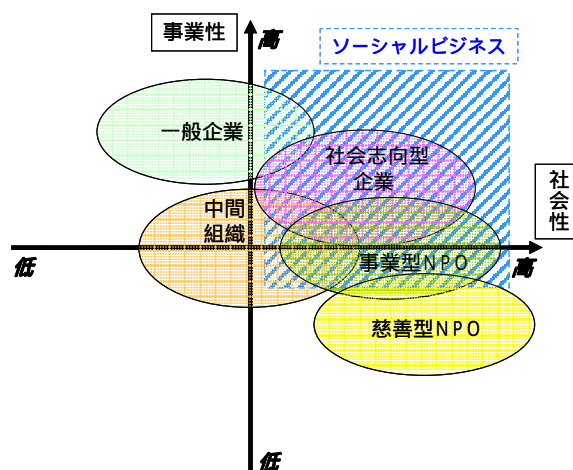 事業性
高
ソーシャルビジネス
一般企業
社会志向型
企業
社会性
中間
組織
低
事業型NPO
高
慈善型NPO
低